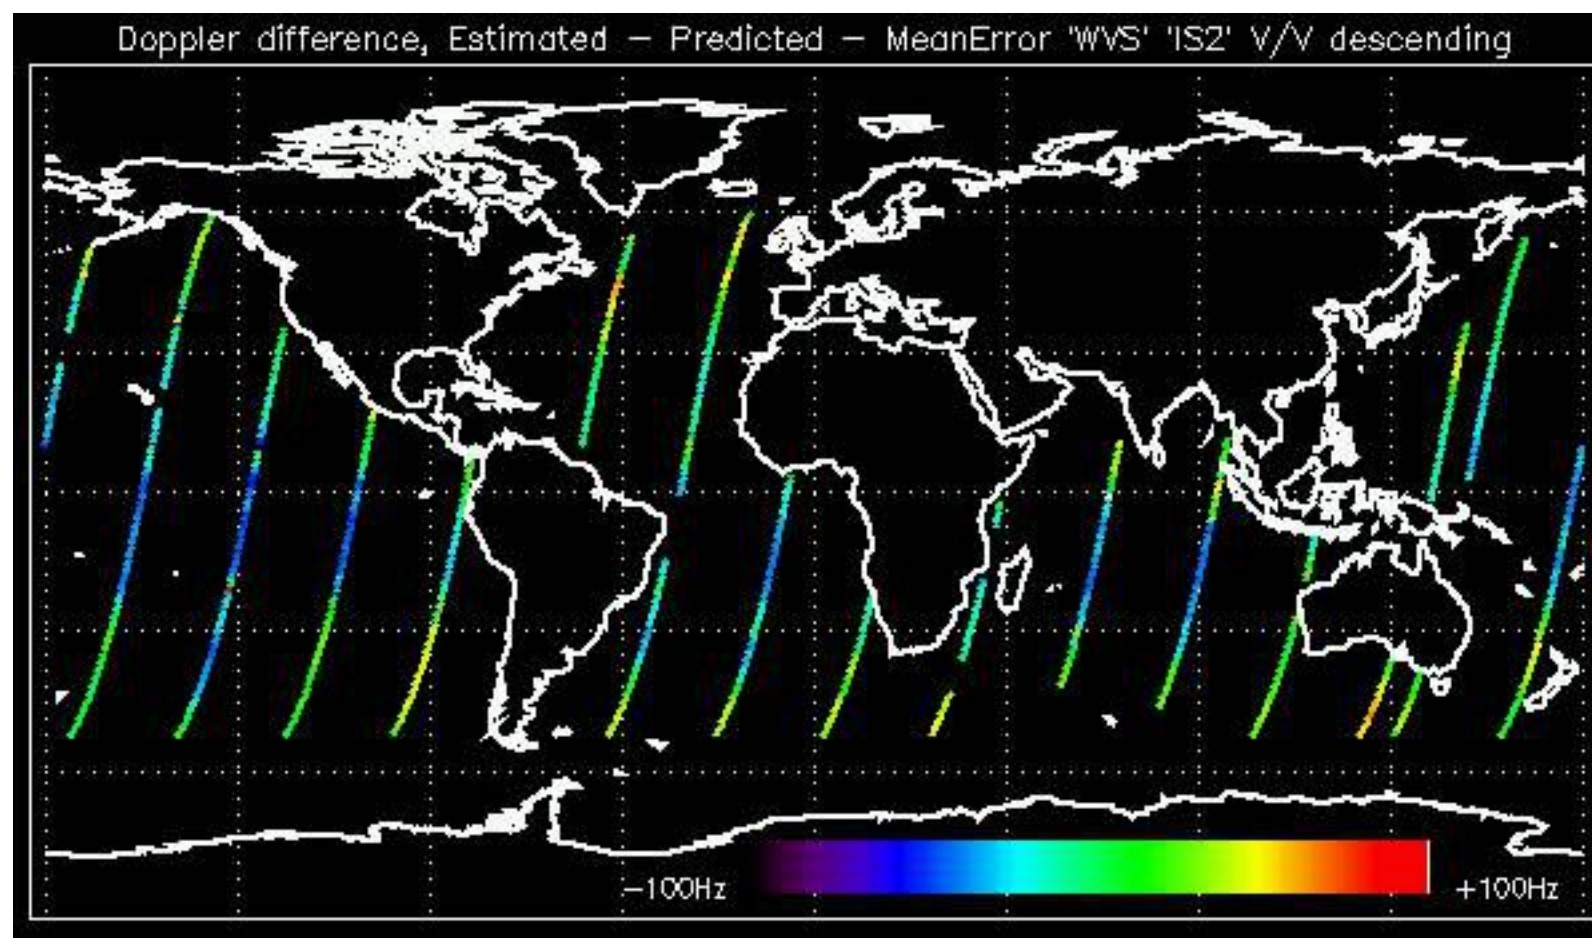 Doppler difference, Estimated – Predicted – MeanError 'WVS' 'IS2' V/V descending
–100Hz +100Hz